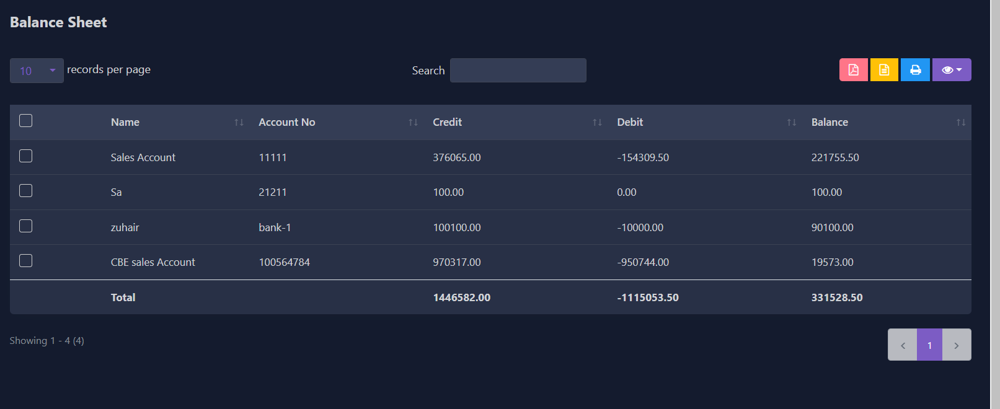 Balance Sheet
10 records per page Search
Name Account No Credit Debit Balance
Sales Account 11111 376065.00 -154309.50 221755.50
Sa 21211 100.00 0.00 100.00
zuhair bank-1 100100.00 -10000.00 90100.00
CBE sales Account 100564784 970317.00 -950744.00 19573.00
Total 1446582.00 -1115053.50 331528.50
Showing 1 - 4 (4)
1